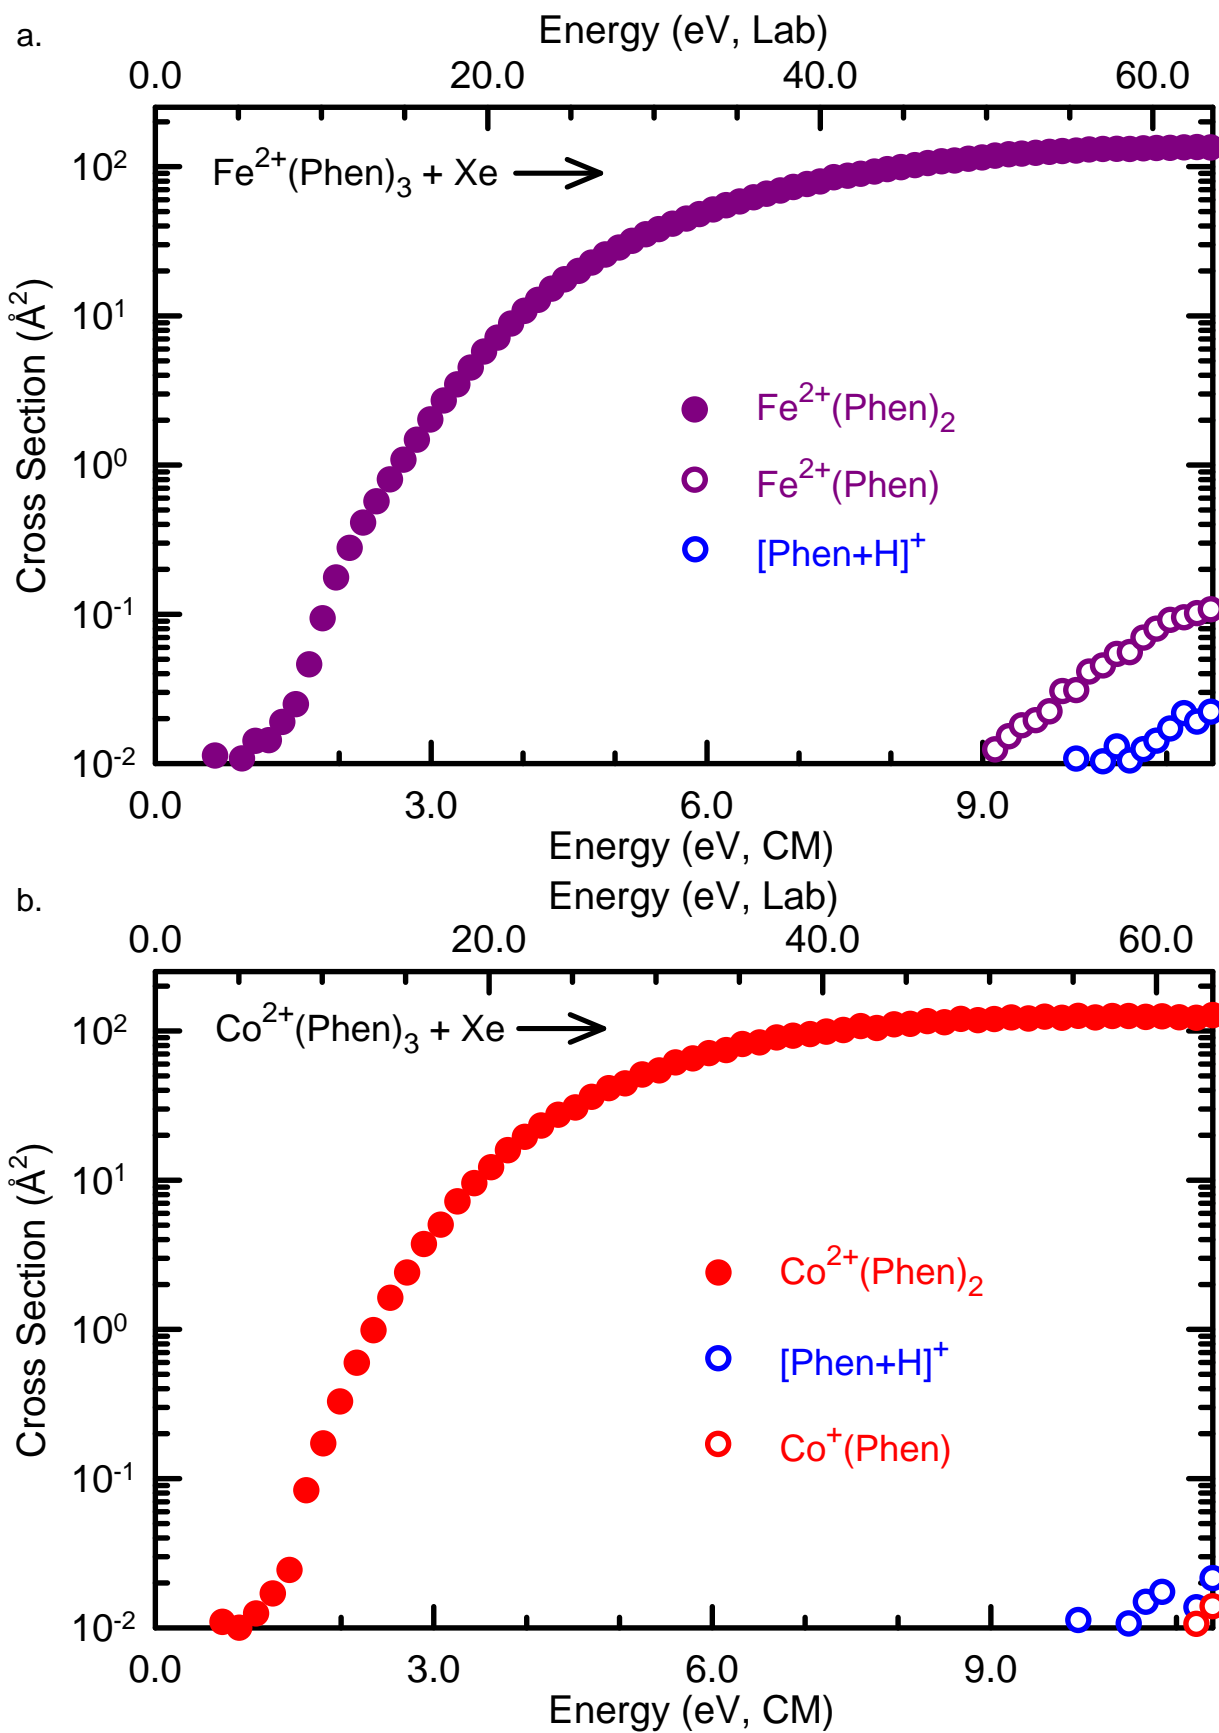 a.
Energy (eV, Lab)
0.0 20.0 40.0 60.0
Fe²⁺(Phen)₃ + Xe
10²
10¹
10⁰
10⁻¹
10⁻²
Cross Section (Å²)
Fe²⁺(Phen)₂
Fe²⁺(Phen)
[Phen+H]⁺
0.0 3.0 6.0 9.0
Energy (eV, CM)
b.
Energy (eV, Lab)
0.0 20.0 40.0 60.0
Co²⁺(Phen)₃ + Xe
10²
10¹
10⁰
10⁻¹
10⁻²
Cross Section (Å²)
Co²⁺(Phen)₂
[Phen+H]⁺
Co⁺(Phen)
0.0 3.0 6.0 9.0
Energy (eV, CM)